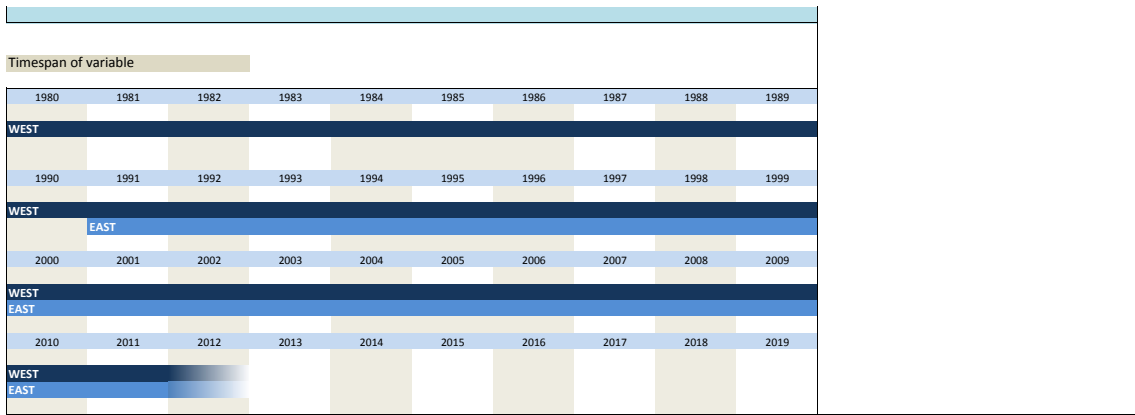 Timespan of variable
1980 1981 1982 1983 1984 1985 1986 1987 1988 1989
WEST
1990 1991 1992 1993 1994 1995 1996 1997 1998 1999
WEST
EAST
2000 2001 2002 2003 2004 2005 2006 2007 2008 2009
WEST
EAST
2010 2011 2012 2013 2014 2015 2016 2017 2018 2019
WEST
EAST